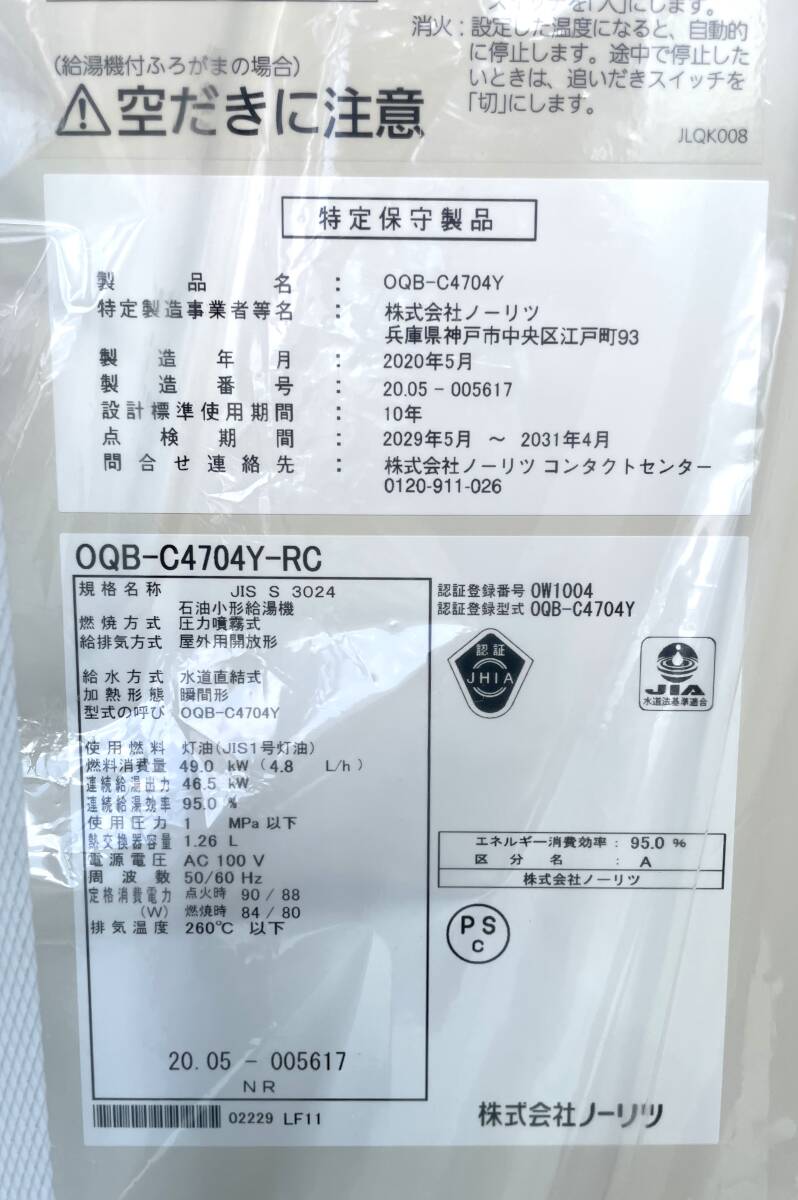 スイッチを「入」にします。
消火：設定した温度になると、自動的
に停止します。途中で停止した
いときは、追いだきスイッチを
「切」にします。
（給湯機付ふろがまの場合）
⚠空だきに注意
JLQK008
特定保守製品
製品名 : OQB-C4704Y
特定製造事業者等名 : 株式会社ノーリツ
兵庫県神戸市中央区江戸町93
製造年月 : 2020年5月
製造番号 : 20.05 - 005617
設計標準使用期間 : 10年
点検期間 : 2029年5月 ～ 2031年4月
問合せ連絡先 : 株式会社ノーリツ コンタクトセンター
0120-911-026
OQB-C4704Y-RC
規格名称 JIS S 3024
石油小形給湯機
燃焼方式 圧力噴霧式
給排気方式 屋外用開放形
給水方式 水道直結式
加熱形態 瞬間形
型式の呼び OQB-C4704Y
使用燃料 灯油(JIS1号灯油)
燃料消費量 49.0 kW (4.8 L/h)
連続給湯出力 46.5 kW
連続給湯効率 95.0 %
使用圧力 1 MPa 以下
熱交換器容量 1.26 L
電源電圧 AC 100 V
周波数 50/60 Hz
定格消費電力 点火時 90 / 88
(W) 燃焼時 84 / 80
排気温度 260℃ 以下
20.05 - 005617
NR
02229 LF11
認証登録番号 OW1004
認証登録型式 OQB-C4704Y
認証
JHIA
JIA
水道法基準適合
エネルギー消費効率 : 95.0 %
区分名 : A
株式会社ノーリツ
PS
C
株式会社ノーリツ